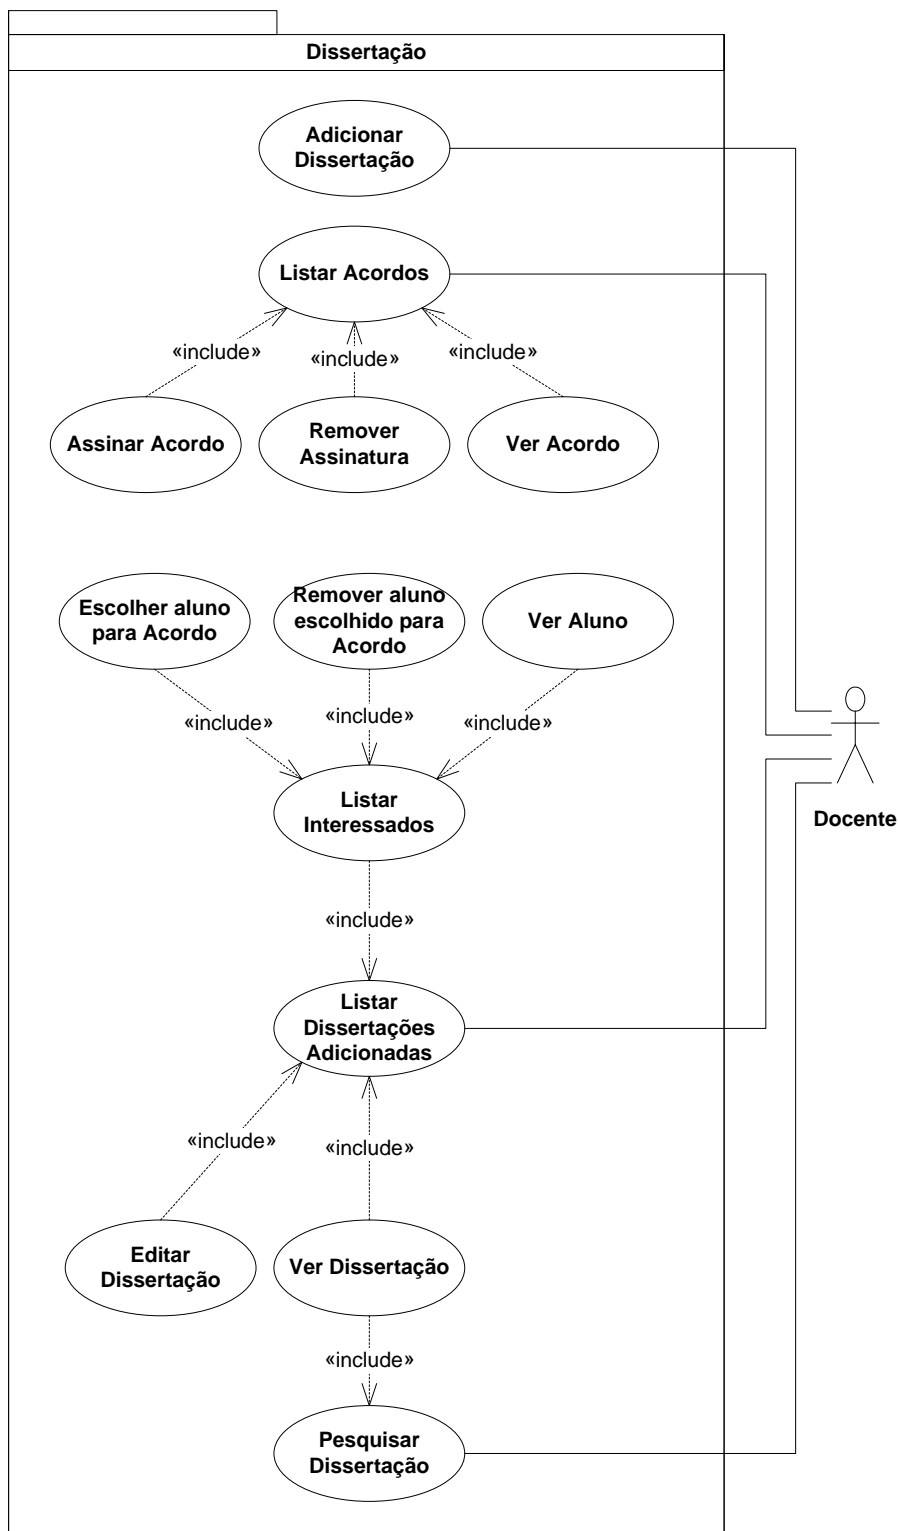 Dissertação
Adicionar
Dissertação
Listar Acordos
«include»
«include»
«include»
Assinar Acordo
Remover
Assinatura
Ver Acordo
Escolher aluno
para Acordo
Remover aluno
escolhido para
Acordo
Ver Aluno
«include»
«include»
«include»
Listar
Interessados
Docente
«include»
Listar
Dissertações
Adicionadas
«include»
«include»
Editar
Dissertação
Ver Dissertação
«include»
Pesquisar
Dissertação